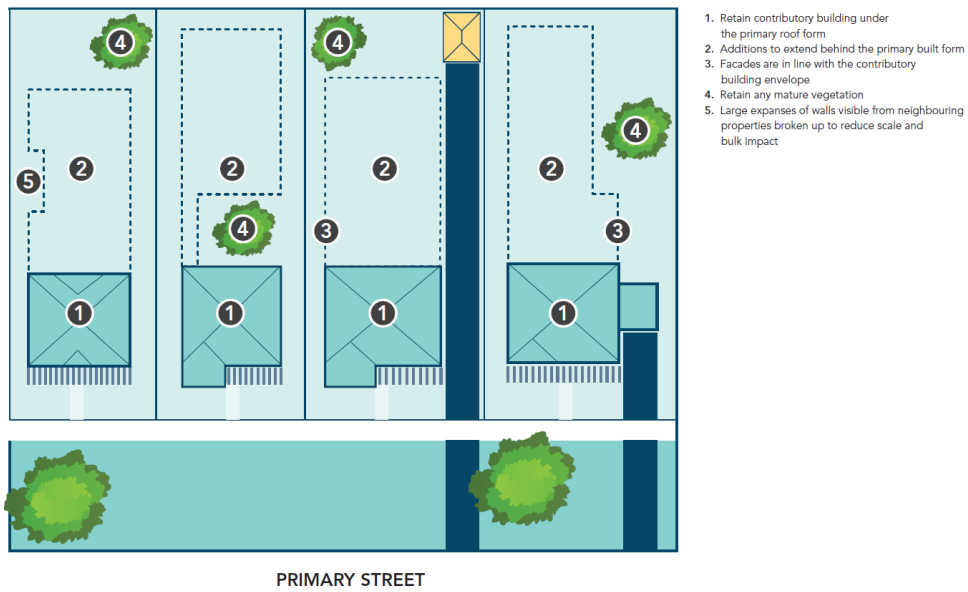 1. Retain contributory building under
the primary roof form
2. Additions to extend behind the primary built form
3. Facades are in line with the contributory
building envelope
4. Retain any mature vegetation
5. Large expanses of walls visible from neighbouring
properties broken up to reduce scale and
bulk impact
4
4
4
2
2
2
2
5
4
3
3
1
1
1
1
PRIMARY STREET